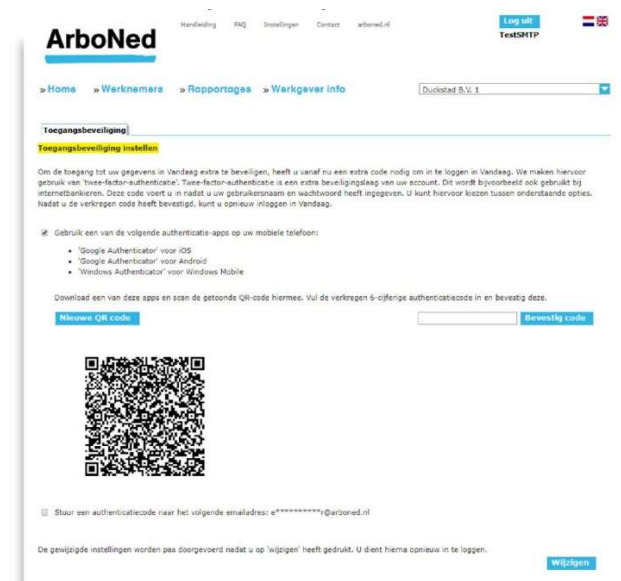 Handleiding FAQ Instellingen Contact arboned.nl
Log uit
ArboNed
TestSMTP
» Home » Werknemers » Rapportages » Werkgever info
Duckstad B.V. 1
Toegangsbeveiliging
Toegangsbeveiliging instellen
Om de toegang tot uw gegevens in Vandaag extra te beveiligen, heeft u vanaf nu een extra code nodig om in te loggen in Vandaag. We maken hiervoor
gebruik van 'twee-factor-authenticatie'. Twee-factor-authenticatie is een extra beveiligingslaag van uw account. Dit wordt bijvoorbeeld ook gebruikt bij
internetbankieren. Deze code voert u in nadat u uw gebruikersnaam en wachtwoord heeft ingegeven. U kunt hiervoor kiezen tussen onderstaande opties.
Nadat u de verkregen code heeft bevestigd, kunt u opnieuw inloggen in Vandaag.
Gebruik een van de volgende authenticatie-apps op uw mobiele telefoon:
• 'Google Authenticator' voor iOS
• 'Google Authenticator' voor Android
• 'Windows Authenticator' voor Windows Mobile
Download een van deze apps en scan de getoonde QR-code hiermee. Vul de verkregen 6-cijferige authenticatiecode in en bevestig deze.
Nieuwe QR code
Bevestig code
Stuur een authenticatiecode naar het volgende emailadres: e**********r@arboned.nl
De gewijzigde instellingen worden pas doorgevoerd nadat u op 'wijzigen' heeft gedrukt. U dient hierna opnieuw in te loggen.
Wijzigen